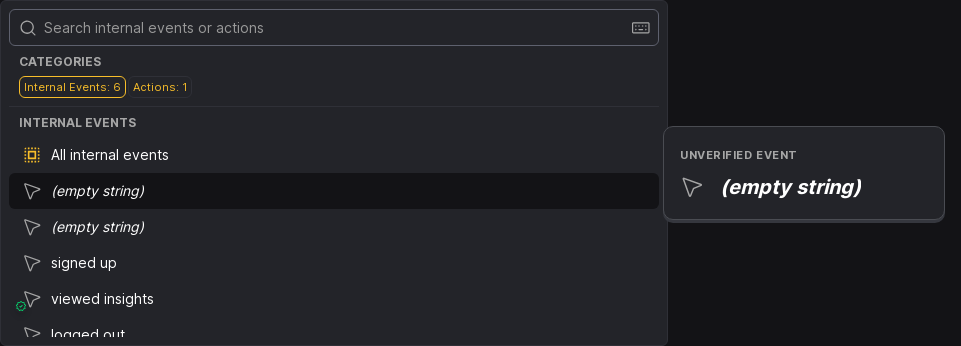 Search internal events or actions
CATEGORIES
Internal Events: 6 Actions: 1
INTERNAL EVENTS
All internal events
(empty string)
(empty string)
signed up
viewed insights
logged out
UNVERIFIED EVENT
(empty string)